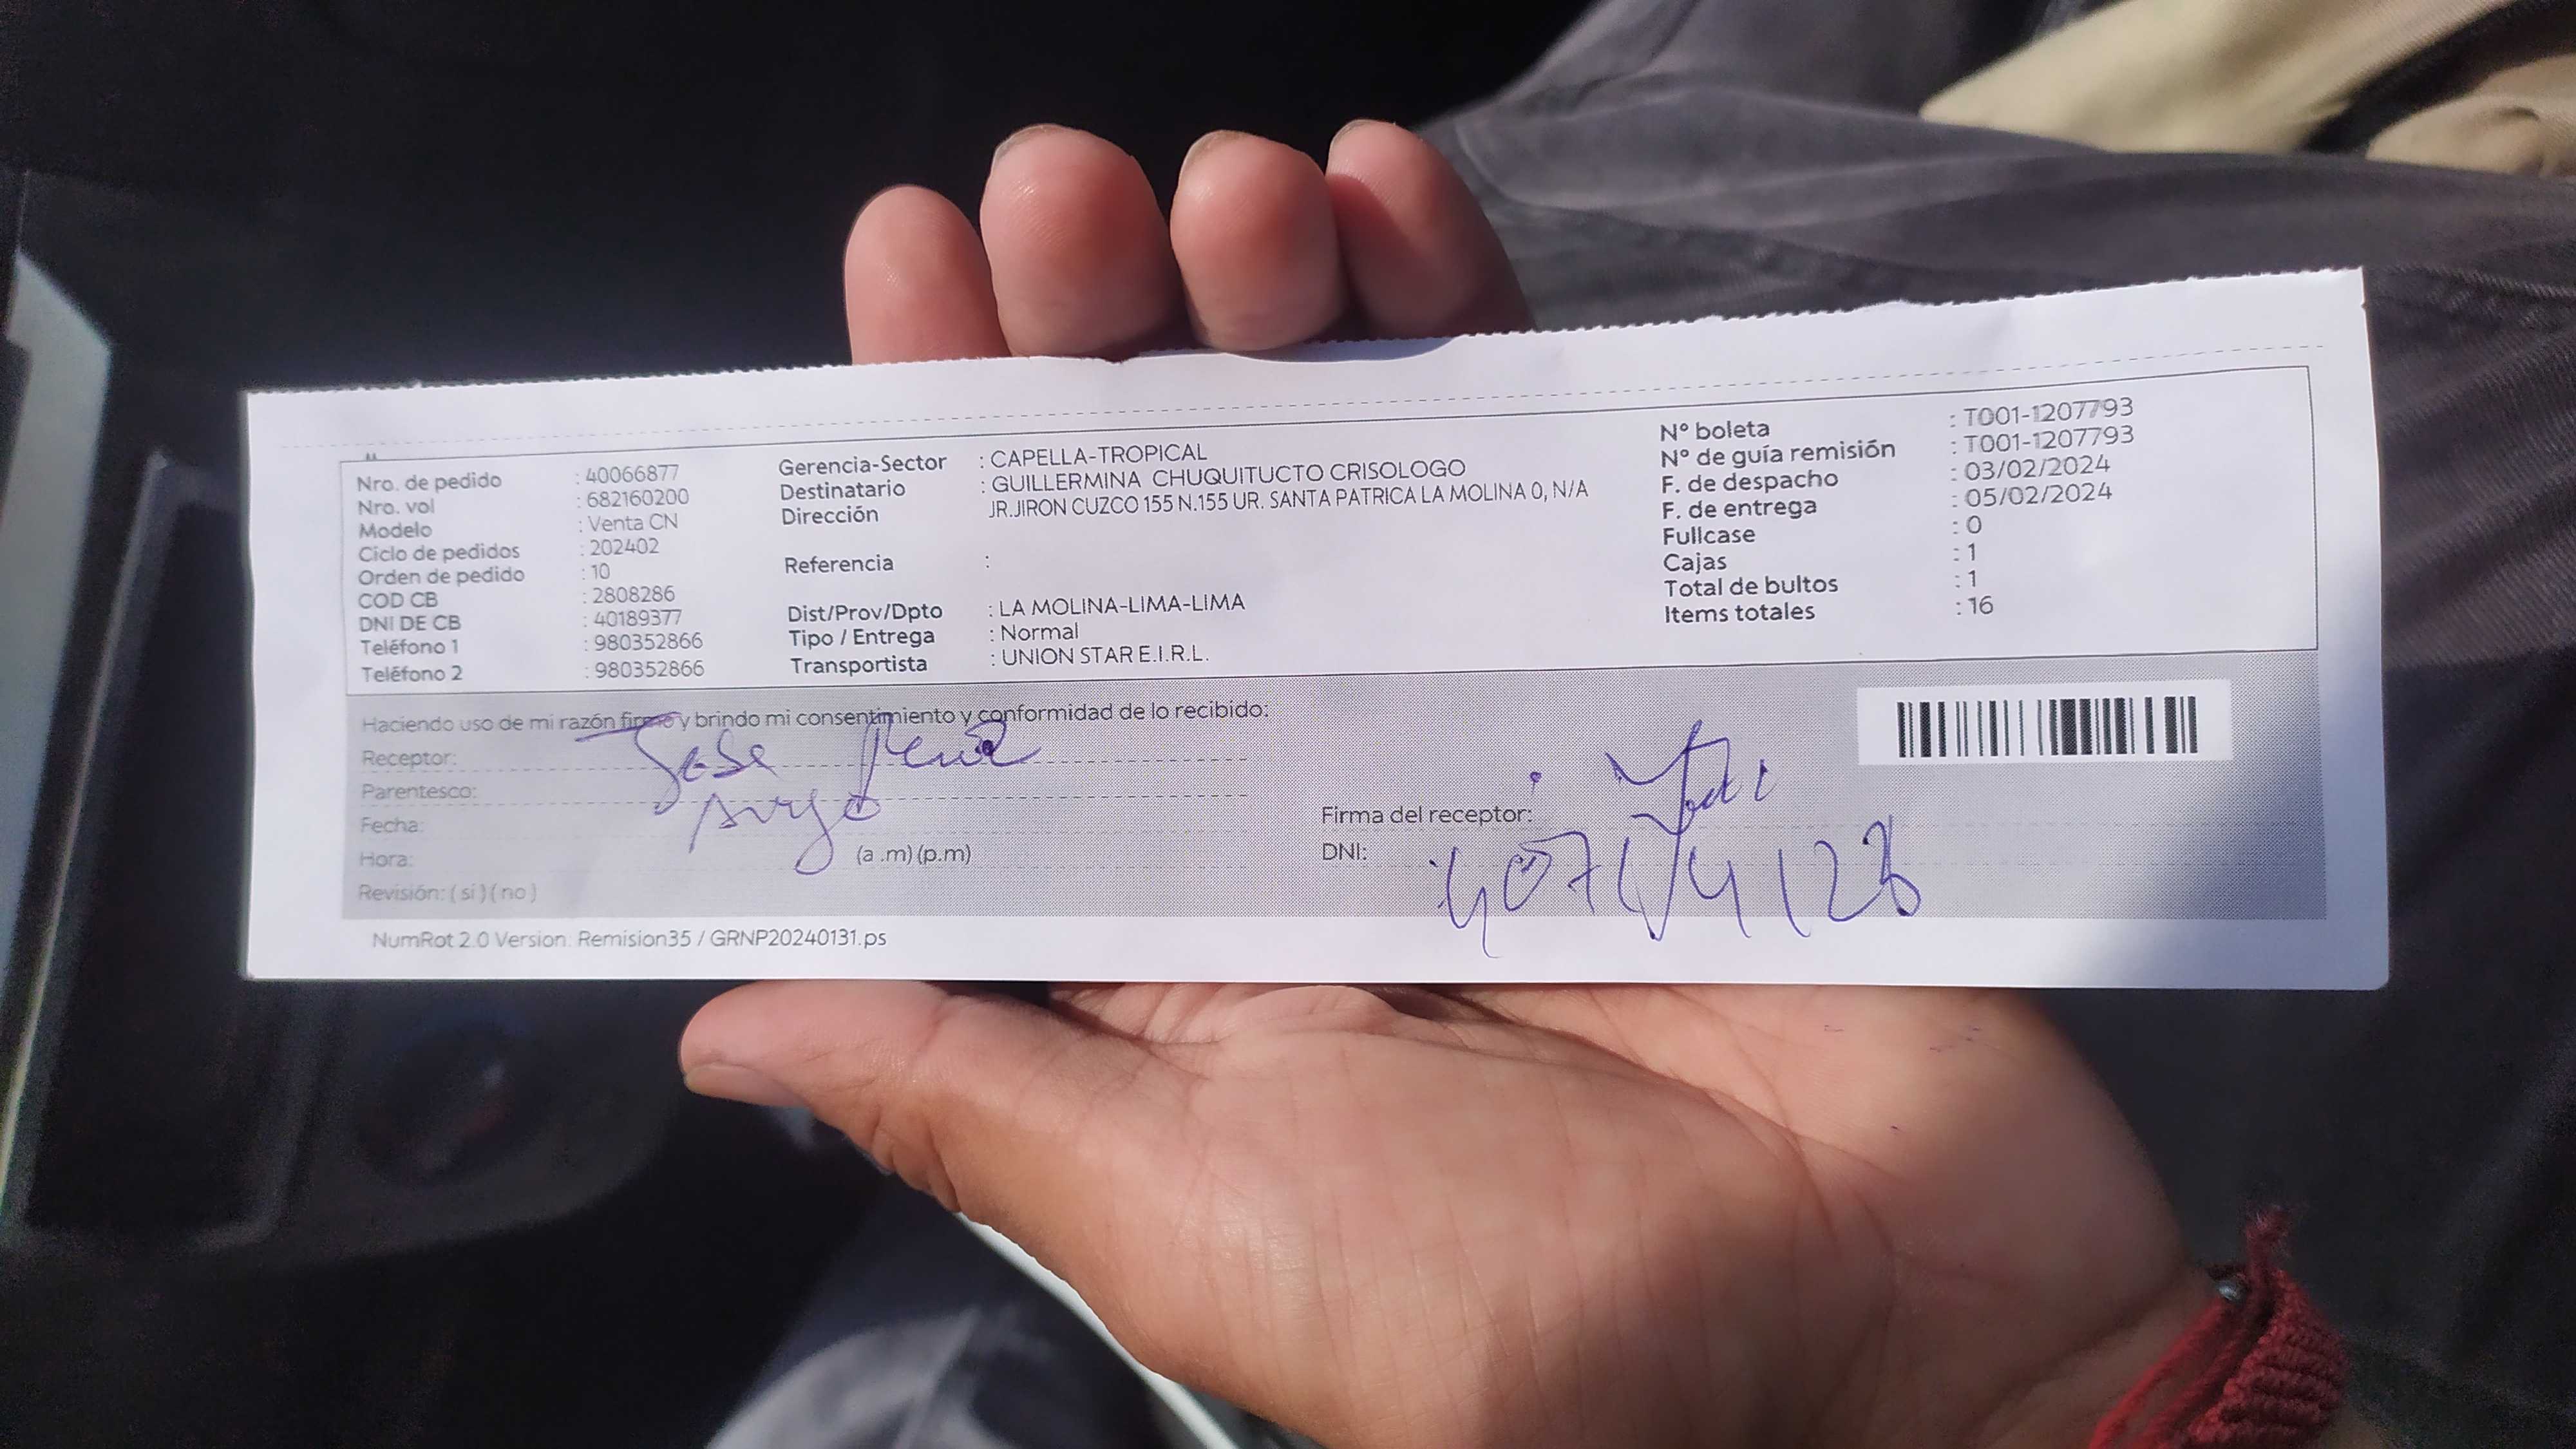 Nro. de pedido : 40066877
Nro. vol : 682160200
Modelo : Venta CN
Ciclo de pedidos : 202402
Orden de pedido : 10
COD CB : 2808286
DNI DE CB : 40189377
Teléfono 1 : 980352866
Teléfono 2 : 980352866
Gerencia-Sector : CAPELLA-TROPICAL
Destinatario : GUILLERMINA CHUQUITUCTO CRISOLOGO
Dirección JR.JIRON CUZCO 155 N.155 UR. SANTA PATRICA LA MOLINA 0, N/A
Referencia :
Dist/Prov/Dpto : LA MOLINA-LIMA-LIMA
Tipo / Entrega : Normal
Transportista : UNION STAR E.I.R.L.
N° boleta : T001-1207793
N° de guía remisión : T001-1207793
F. de despacho : 03/02/2024
F. de entrega : 05/02/2024
Fullcase : 0
Cajas : 1
Total de bultos : 1
Items totales : 16
Haciendo uso de mi razón firmo y brindo mi consentimiento y conformidad de lo recibido:
Receptor: Jose Peña
Parentesco:
Fecha:
Hora: (a .m) (p.m)
Revisión: ( si ) ( no )
Firma del receptor:
DNI:
NumRot 2.0 Version: Remision35 / GRNP20240131.ps